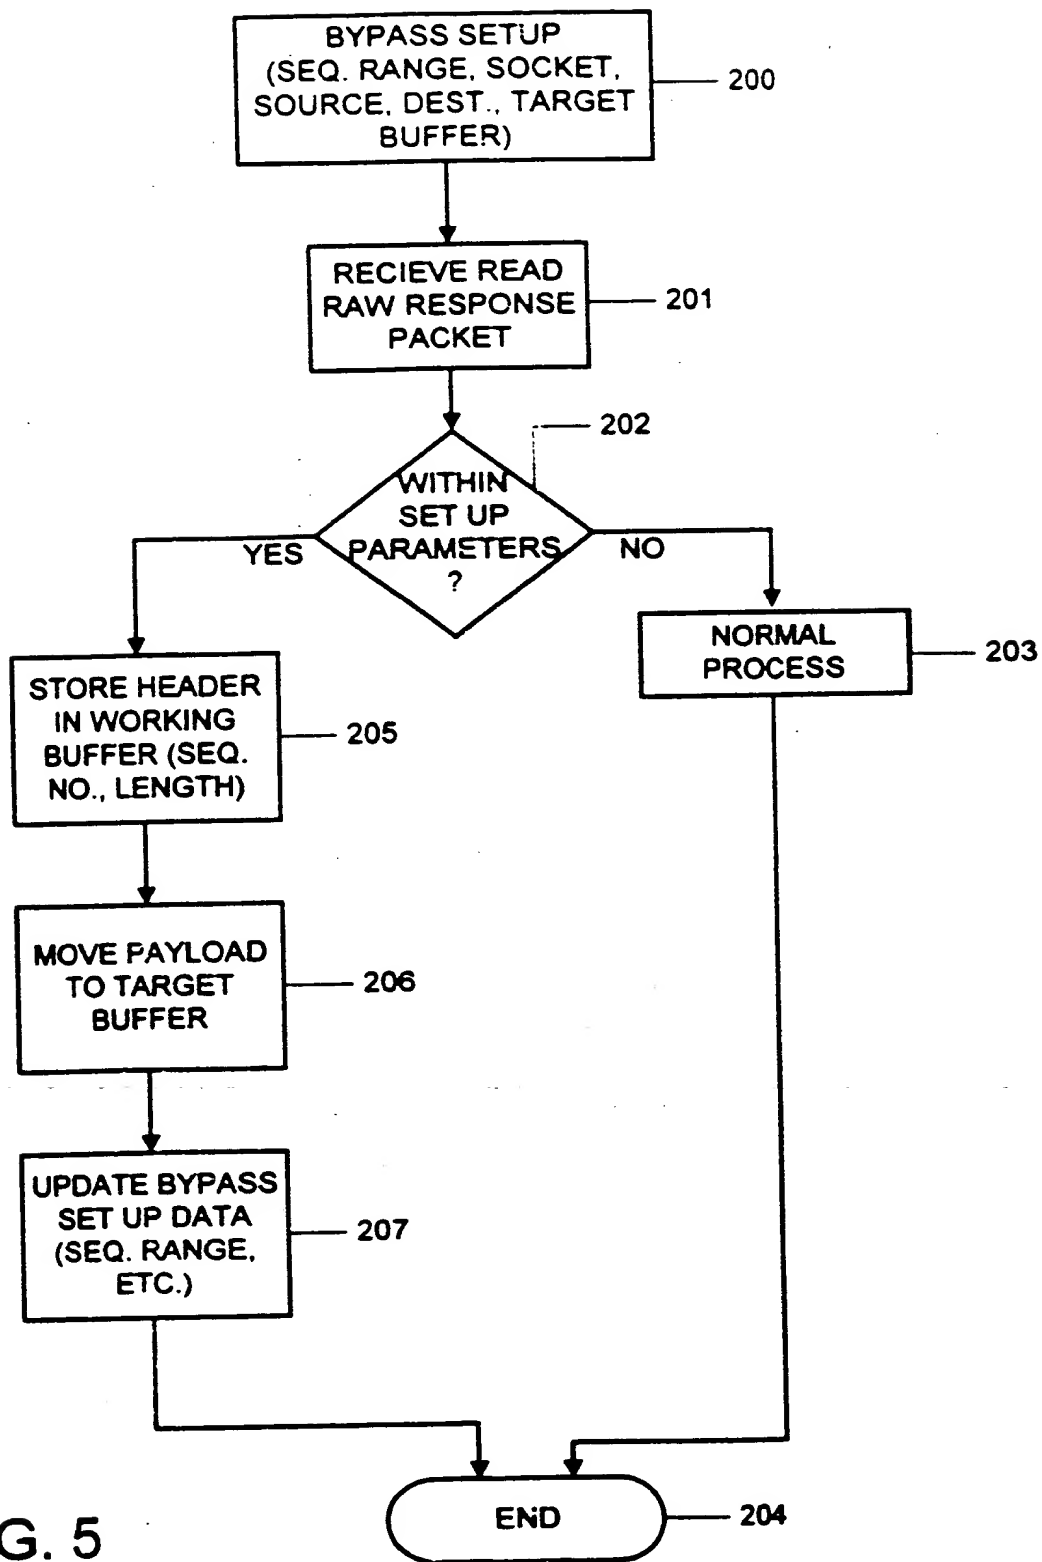 BYPASS SETUP
(SEQ. RANGE, SOCKET,
SOURCE, DEST., TARGET
BUFFER)
200
RECIEVE READ
RAW RESPONSE
PACKET
201
202
WITHIN
SET UP
PARAMETERS
?
YES
NO
NORMAL
PROCESS
203
STORE HEADER
IN WORKING
BUFFER (SEQ.
NO., LENGTH)
205
MOVE PAYLOAD
TO TARGET
BUFFER
206
UPDATE BYPASS
SET UP DATA
(SEQ. RANGE,
ETC.)
207
END
204
G. 5